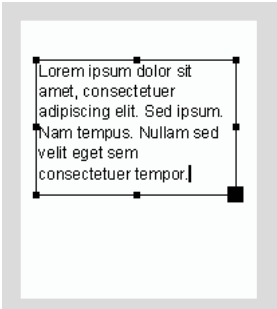 Lorem ipsum dolor sit
amet, consectetuer
adipiscing elit. Sed ipsum.
Nam tempus. Nullam sed
velit eget sem
consectetuer tempor.